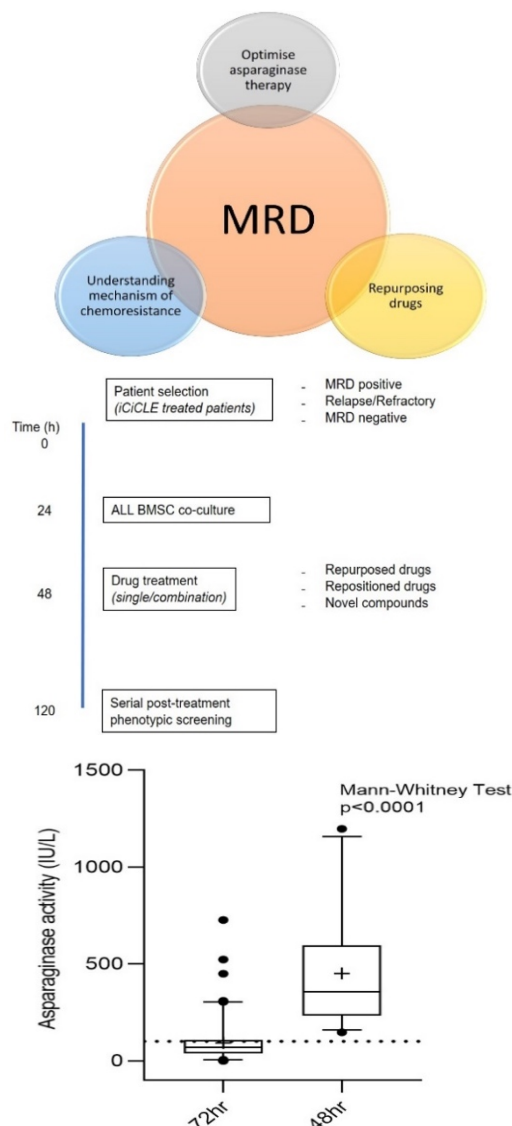 Optimise
asparaginase
therapy
MRD
Understanding
mechanism of
chemoresistance
Repurposing
drugs
Patient selection
(iCiCLE treated patients)
- MRD positive
- Relapse/Refractory
- MRD negative
Time (h)
0
24
ALL BMSC co-culture
48
Drug treatment
(single/combination)
- Repurposed drugs
- Repositioned drugs
- Novel compounds
120
Serial post-treatment
phenotypic screening
Mann-Whitney Test
p<0.0001
Asparaginase activity (IU/L)
1500
1000
500
0
72hr
48hr